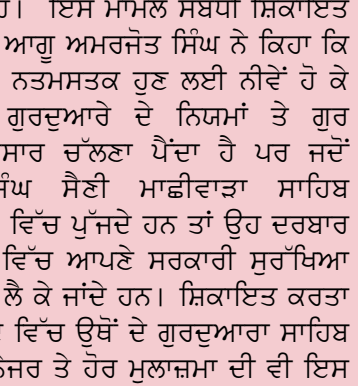 ਹੈ। ਇਸ ਮਾਮਲੇ ਸਬੰਧੀ ਸ਼ਿਕਾਇਤ
ਆਗੂ ਅਮਰਜੋਤ ਸਿੰਘ ਨੇ ਕਿਹਾ ਕਿ
ਨਤਮਸਤਕ ਹੁਣ ਲਈ ਨੀਵੇਂ ਹੋ ਕੇ
ਗੁਰਦੁਆਰੇ ਦੇ ਨਿਯਮਾਂ ਤੇ ਗੁਰ
ਸਾਰ ਚੱਲਣਾ ਪੈਂਦਾ ਹੈ ਪਰ ਜਦੋਂ
ਸੈਣੀ ਮਾਛੀਵਾੜਾ ਸਾਹਿਬ
ਵਿੱਚ ਪੁੱਜਦੇ ਹਨ ਤਾਂ ਉਹ ਦਰਬਾਰ
ਵਿੱਚ ਆਪਣੇ ਸਰਕਾਰੀ ਸੁਰੱਖਿਆ
ਲੈ ਕੇ ਜਾਂਦੇ ਹਨ। ਸ਼ਿਕਾਇਤ ਕਰਤਾ
ਵਿੱਚ ਉਥੋਂ ਦੇ ਗੁਰਦੁਆਰਾ ਸਾਹਿਬ
ਤੇ ਹੋਰ ਮੁਲਾਜ਼ਮਾ ਦੀ ਵੀ ਇਸ